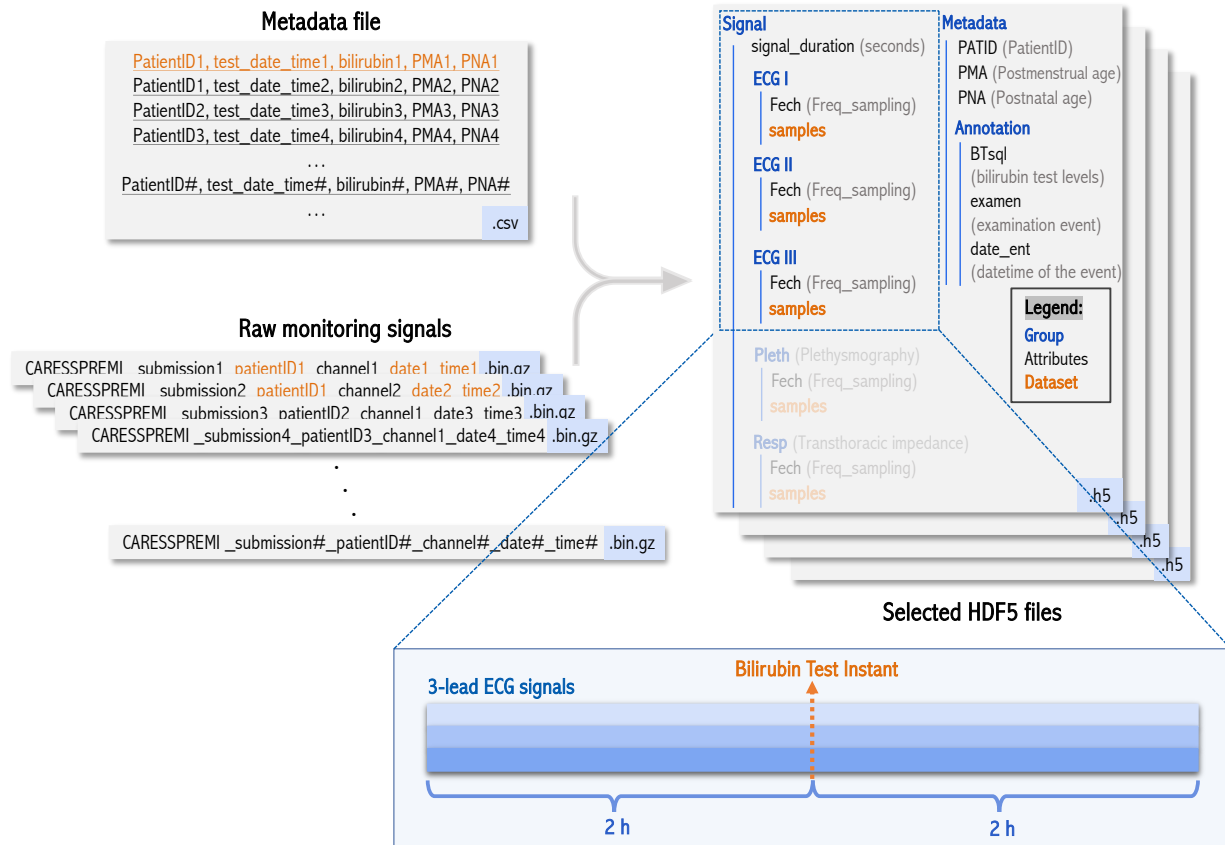 Metadata file
PatientID1, test_date_time1, bilirubin1, PMA1, PNA1
PatientID1, test_date_time2, bilirubin2, PMA2, PNA2
PatientID2, test_date_time3, bilirubin3, PMA3, PNA3
PatientID3, test_date_time4, bilirubin4, PMA4, PNA4
...
PatientID#, test_date_time#, bilirubin#, PMA#, PNA#
...
.csv
Raw monitoring signals
CARESSPREMI _submission1_patientID1_channel1_date1_time1 .bin.gz
CARESSPREMI _submission2_patientID1_channel2_date2_time2 .bin.gz
CARESSPREMI _submission3_patientID2_channel1_date3_time3 .bin.gz
CARESSPREMI _submission4_patientID3_channel1_date4_time4 .bin.gz
.
.
.
CARESSPREMI _submission#_patientID#_channel#_date#_time# .bin.gz
Signal
signal_duration (seconds)
ECG I
Fech (Freq_sampling)
samples
ECG II
Fech (Freq_sampling)
samples
ECG III
Fech (Freq_sampling)
samples
Pleth (Plethysmography)
Fech (Freq_sampling)
samples
Resp (Transthoracic impedance)
Fech (Freq_sampling)
samples
Metadata
PATID (PatientID)
PMA (Postmenstrual age)
PNA (Postnatal age)
Annotation
BTsql
(bilirubin test levels)
examen
(examination event)
date_ent
(datetime of the event)
Legend:
Group
Attributes
Dataset
.h5
.h5
.h5
.h5
Selected HDF5 files
Bilirubin Test Instant
3-lead ECG signals
2 h
2 h